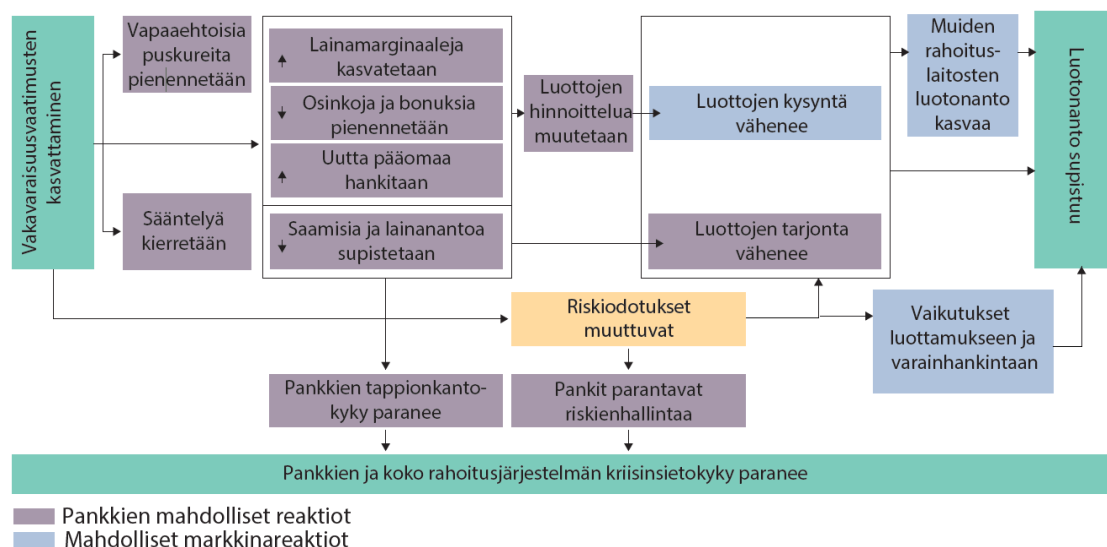 Vakavaraisuusvaatimusten
kasvattaminen
Vapaaehtoisia
puskureita
pienennetään
Sääntelyä
kierretään
Lainamarginaaleja
kasvatetaan
Osinkoja ja bonuksia
pienennetään
Uutta pääomaa
hankitaan
Saamisia ja lainanantoa
supistetaan
Luottojen
hinnoittelua
muutetaan
Luottojen kysyntä
vähenee
Luottojen tarjonta
vähenee
Muiden
rahoitus-
laitosten
luotonanto
kasvaa
Luotonanto supistuu
Riskiodotukset
muuttuvat
Vaikutukset
luottamukseen ja
varainhankintaan
Pankkien tappionkanto-
kyky paranee
Pankit parantavat
riskienhallintaa
Pankkien ja koko rahoitusjärjestelmän kriisinsietokyky paranee
Pankkien mahdolliset reaktiot
Mahdolliset markkinareaktiot